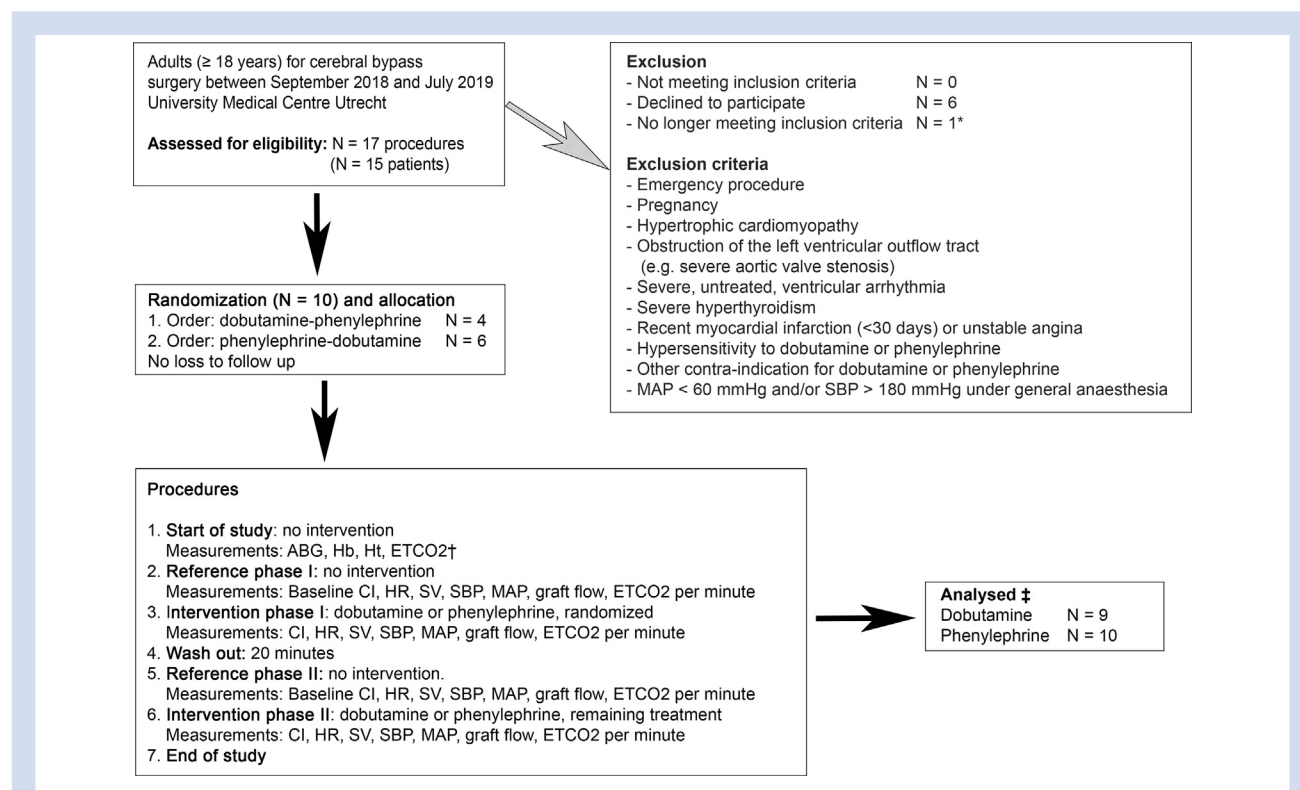 Adults (≥ 18 years) for cerebral bypass
surgery between September 2018 and July 2019
University Medical Centre Utrecht
Assessed for eligibility: N = 17 procedures
(N = 15 patients)
Exclusion
- Not meeting inclusion criteria N = 0
- Declined to participate N = 6
- No longer meeting inclusion criteria N = 1*
Exclusion criteria
- Emergency procedure
- Pregnancy
- Hypertrophic cardiomyopathy
- Obstruction of the left ventricular outflow tract
(e.g. severe aortic valve stenosis)
- Severe, untreated, ventricular arrhythmia
- Severe hyperthyroidism
- Recent myocardial infarction (<30 days) or unstable angina
- Hypersensitivity to dobutamine or phenylephrine
- Other contra-indication for dobutamine or phenylephrine
- MAP < 60 mmHg and/or SBP > 180 mmHg under general anaesthesia
Randomization (N = 10) and allocation
1. Order: dobutamine-phenylephrine N = 4
2. Order: phenylephrine-dobutamine N = 6
No loss to follow up
Procedures
1. Start of study: no intervention
Measurements: ABG, Hb, Ht, ETCO2†
2. Reference phase I: no intervention
Measurements: Baseline CI, HR, SV, SBP, MAP, graft flow, ETCO2 per minute
3. Intervention phase I: dobutamine or phenylephrine, randomized
Measurements: CI, HR, SV, SBP, MAP, graft flow, ETCO2 per minute
4. Wash out: 20 minutes
5. Reference phase II: no intervention.
Measurements: Baseline CI, HR, SV, SBP, MAP, graft flow, ETCO2 per minute
6. Intervention phase II: dobutamine or phenylephrine, remaining treatment
Measurements: CI, HR, SV, SBP, MAP, graft flow, ETCO2 per minute
7. End of study
Analysed ‡
Dobutamine N = 9
Phenylephrine N = 10